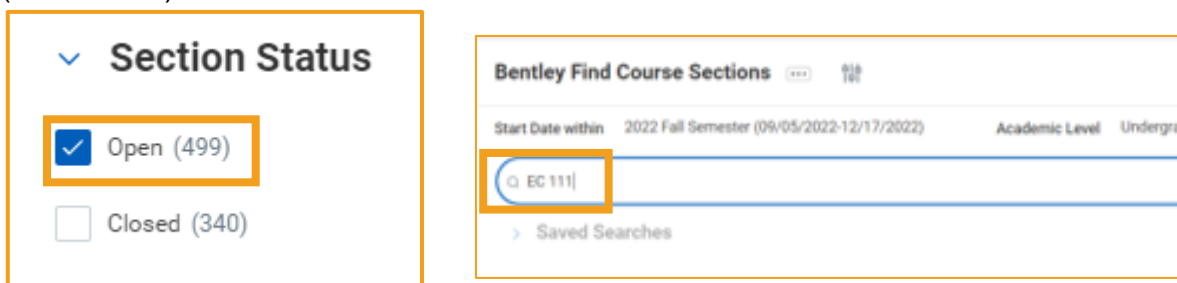 Section Status
Open (499)
Closed (340)
Bentley Find Course Sections
Start Date within 2022 Fall Semester (09/05/2022-12/17/2022) Academic Level
EC 111
Saved Searches